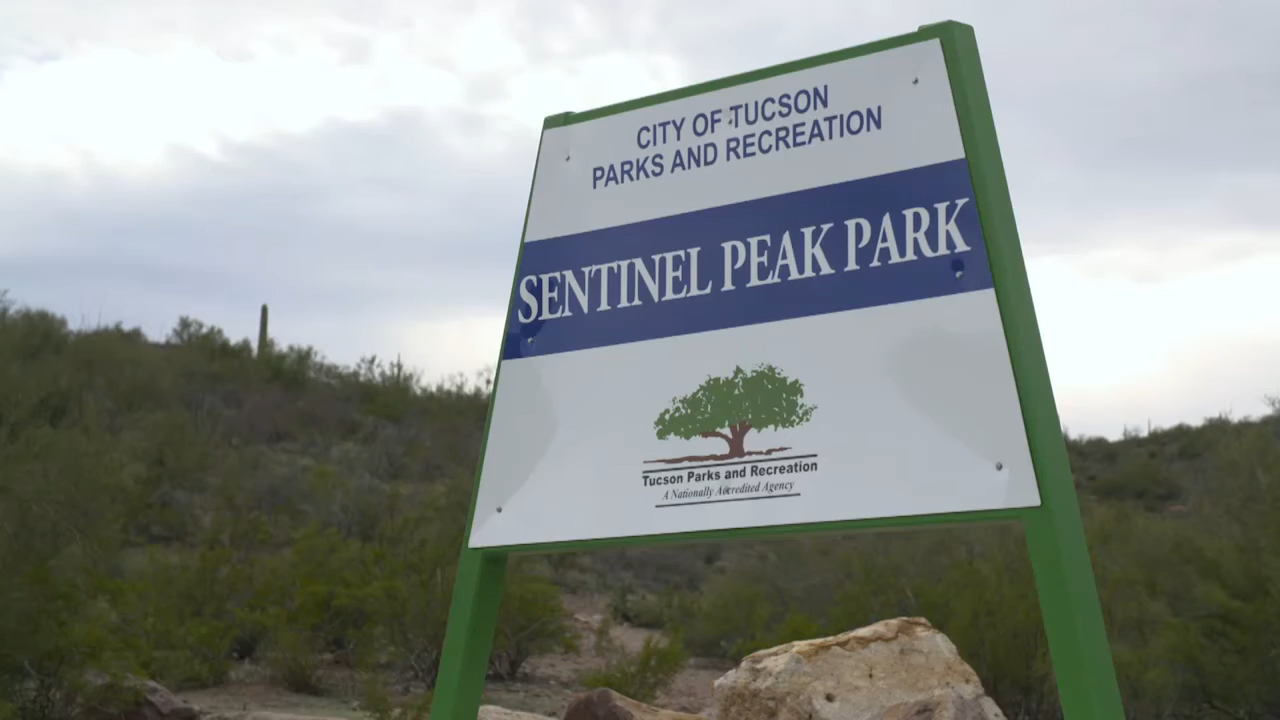 CITY OF TUCSON
PARKS AND RECREATION
SENTINEL PEAK PARK
Tucson Parks and Recreation
A Nationally Accredited Agency